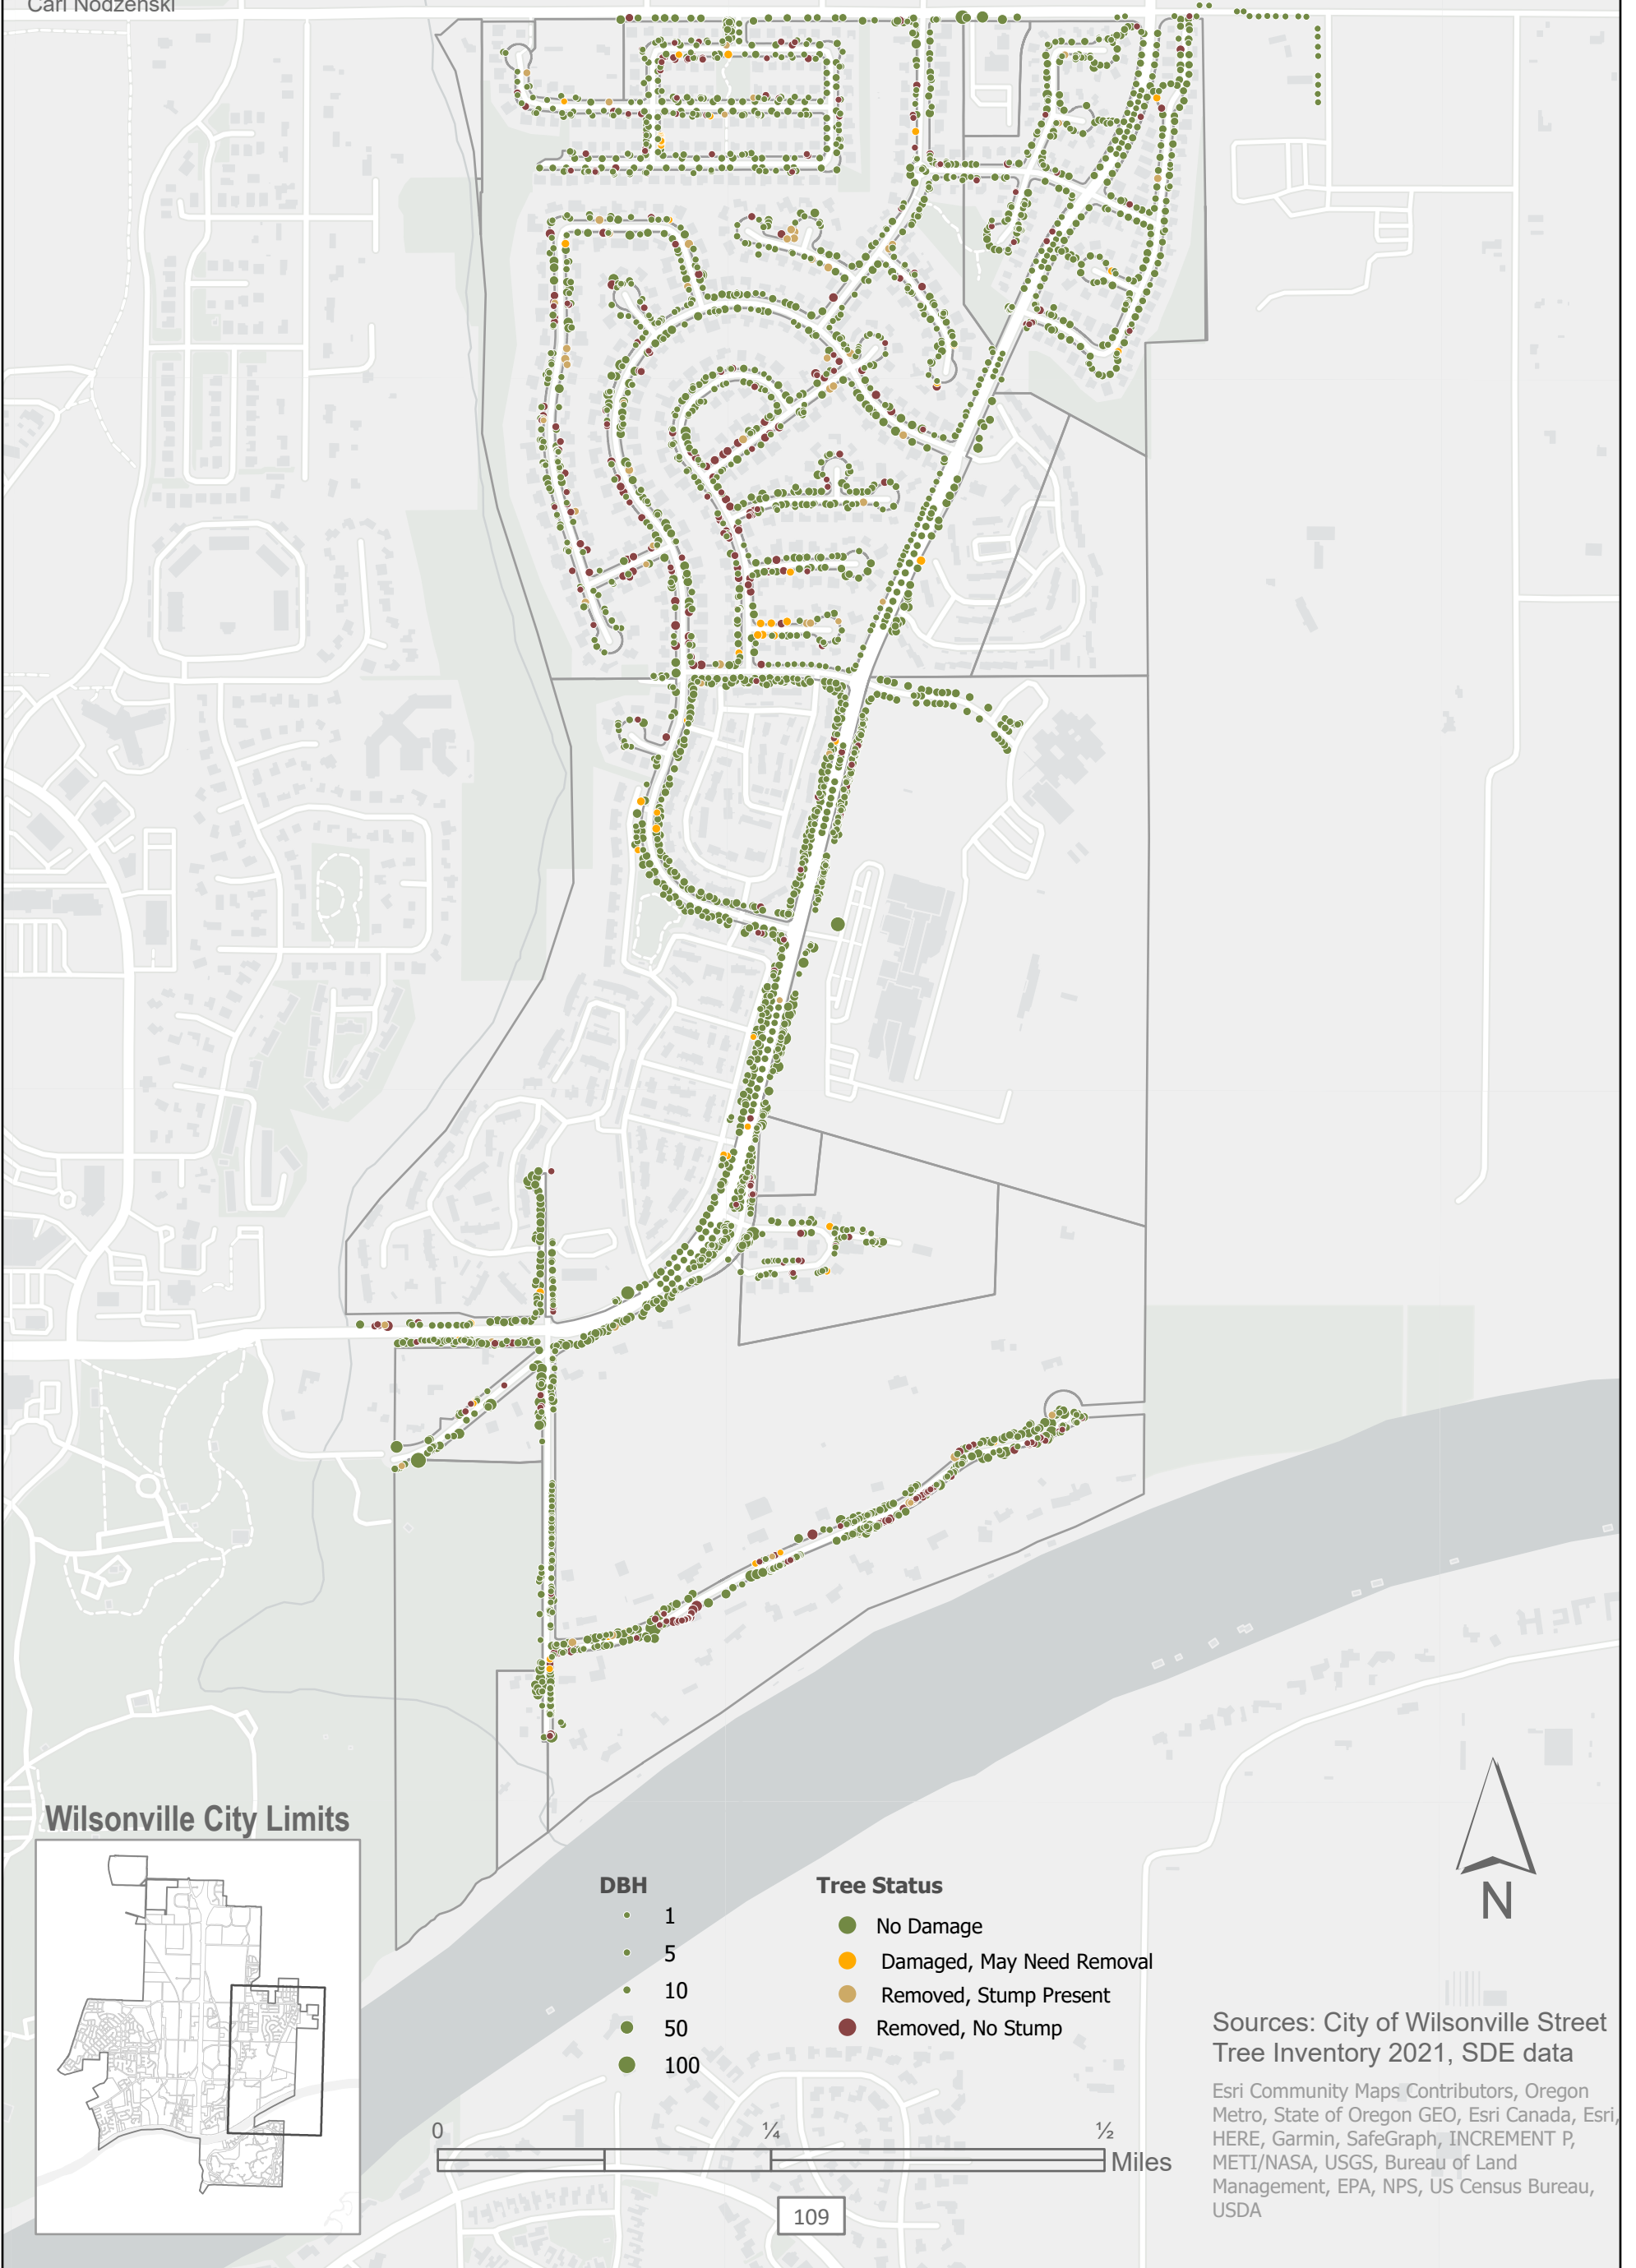 Carl Nodzenski
Wilsonville City Limits
DBH
1
5
10
50
100
Tree Status
No Damage
Damaged, May Need Removal
Removed, Stump Present
Removed, No Stump
N
Sources: City of Wilsonville Street
Tree Inventory 2021, SDE data
Esri Community Maps Contributors, Oregon
Metro, State of Oregon GEO, Esri Canada, Esri,
HERE, Garmin, SafeGraph, INCREMENT P,
METI/NASA, USGS, Bureau of Land
Management, EPA, NPS, US Census Bureau,
USDA
0 ¼ ½
Miles
109